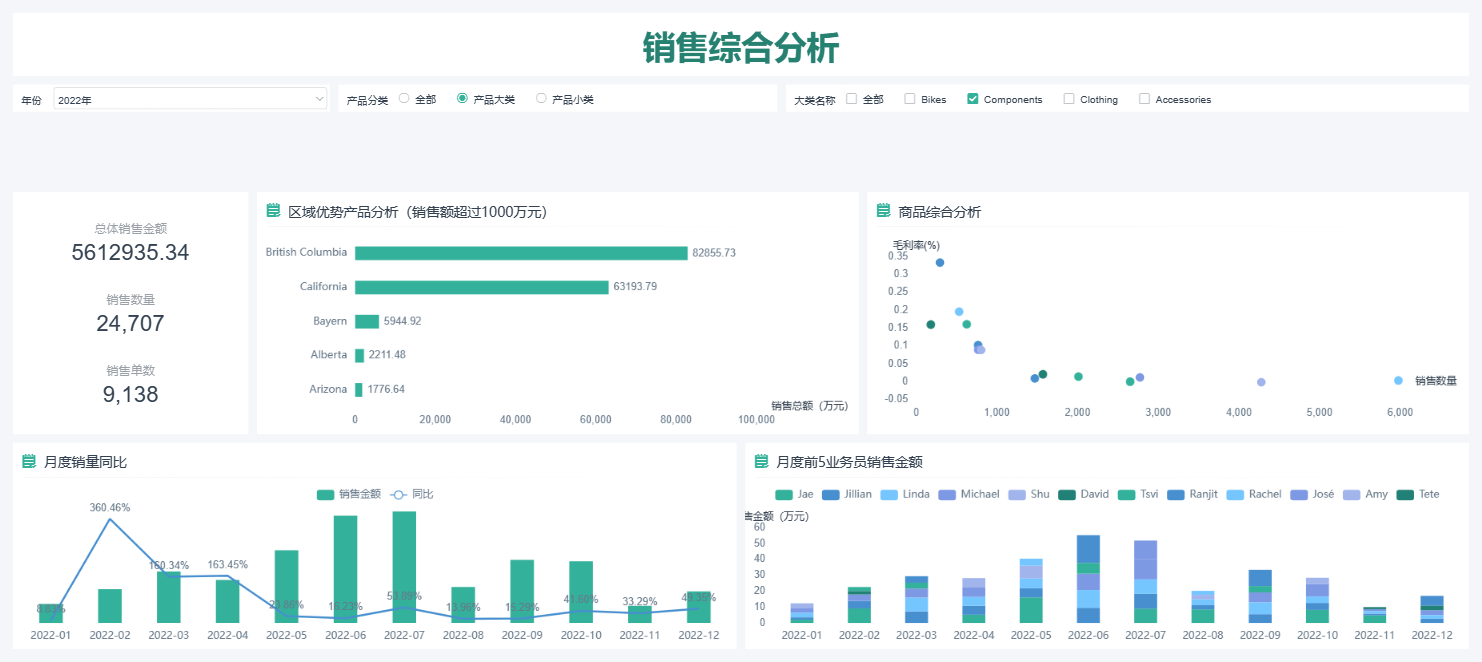 销售综合分析
年份 2022年 产品分类 全部 产品大类 产品小类 大类名称 全部 Bikes Components Clothing Accessories
总体销售金额
5612935.34
销售数量
24,707
销售单数
9,138
区域优势产品分析（销售额超过1000万元）
British Columbia 82855.73
California 63193.79
Bayern 5944.92
Alberta 2211.48
Arizona 1776.64
销售总额（万元）
0 20,000 40,000 60,000 80,000 100,000
商品综合分析
毛利率(%)
0.35
0.3
0.25
0.2
0.15
0.1
0.05
0
-0.05
销售数量
0 1,000 2,000 3,000 4,000 5,000 6,000
月度销量同比
销售金额 同比
360.46%
160.34% 163.45%
16.23% 53.89% 13.96% 15.29% 41.60% 33.29% 49.35%
2022-01 2022-02 2022-03 2022-04 2022-05 2022-06 2022-07 2022-08 2022-09 2022-10 2022-11 2022-12
月度前5业务员销售金额
Jae Jillian Linda Michael Shu David Tsvi Ranjit Rachel José Amy Tete
售金额（万元）
60
50
40
30
20
10
0
2022-01 2022-02 2022-03 2022-04 2022-05 2022-06 2022-07 2022-08 2022-09 2022-10 2022-11 2022-12